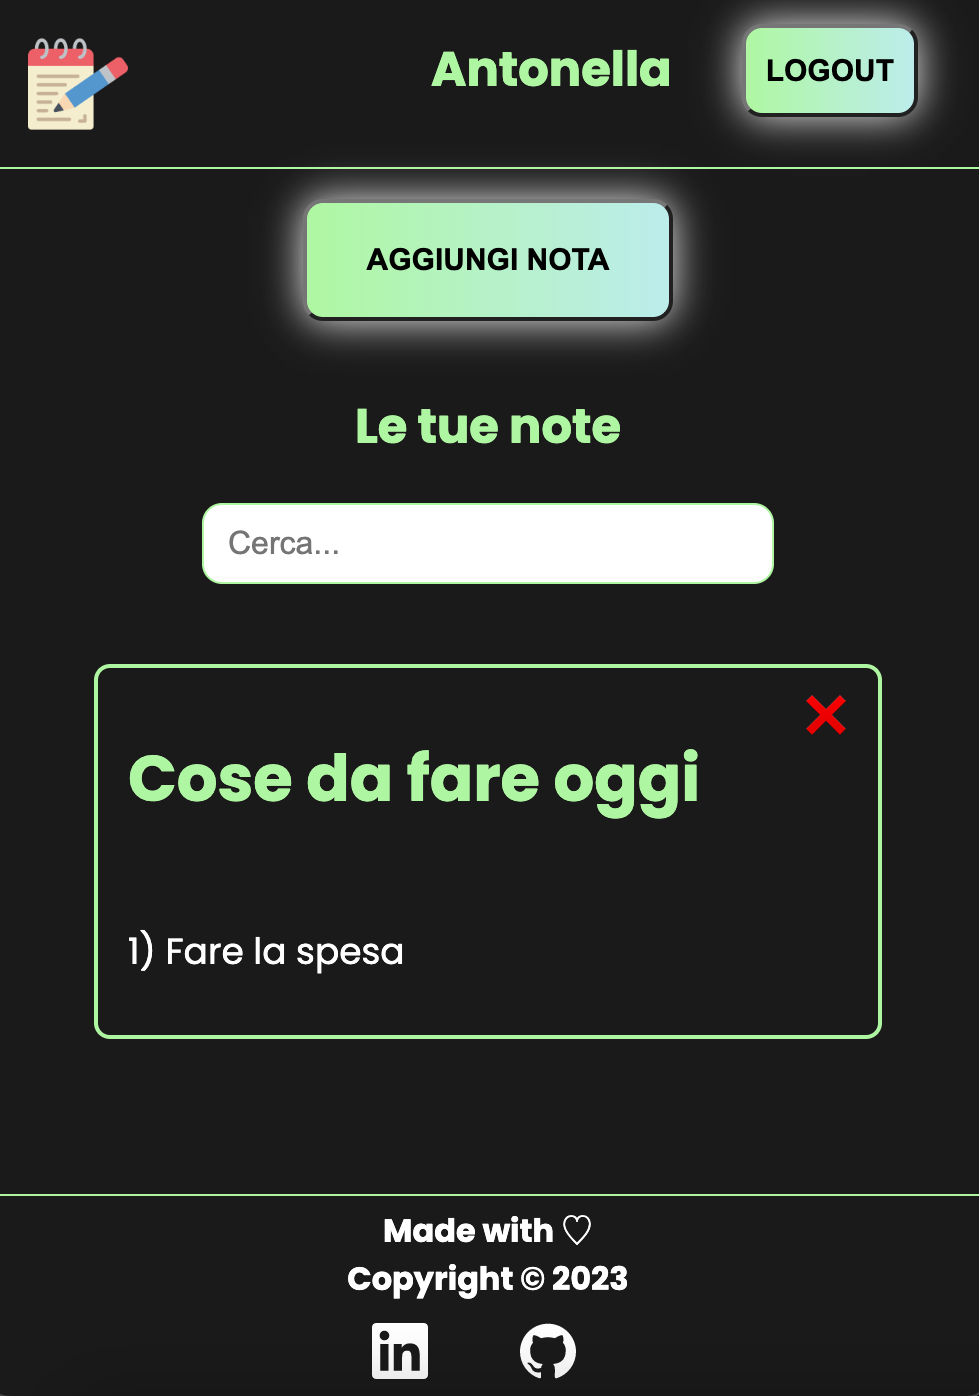 Antonella
LOGOUT
AGGIUNGI NOTA
Le tue note
Cerca...
Cose da fare oggi
1) Fare la spesa
Made with ♡
Copyright © 2023
in